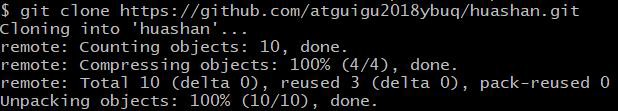 $ git clone https://github.com/atguigu2018ybuq/huashan.git
Cloning into 'huashan'...
remote: Counting objects: 10, done.
remote: Compressing objects: 100% (4/4), done.
remote: Total 10 (delta 0), reused 3 (delta 0), pack-reused 0
Unpacking objects: 100% (10/10), done.